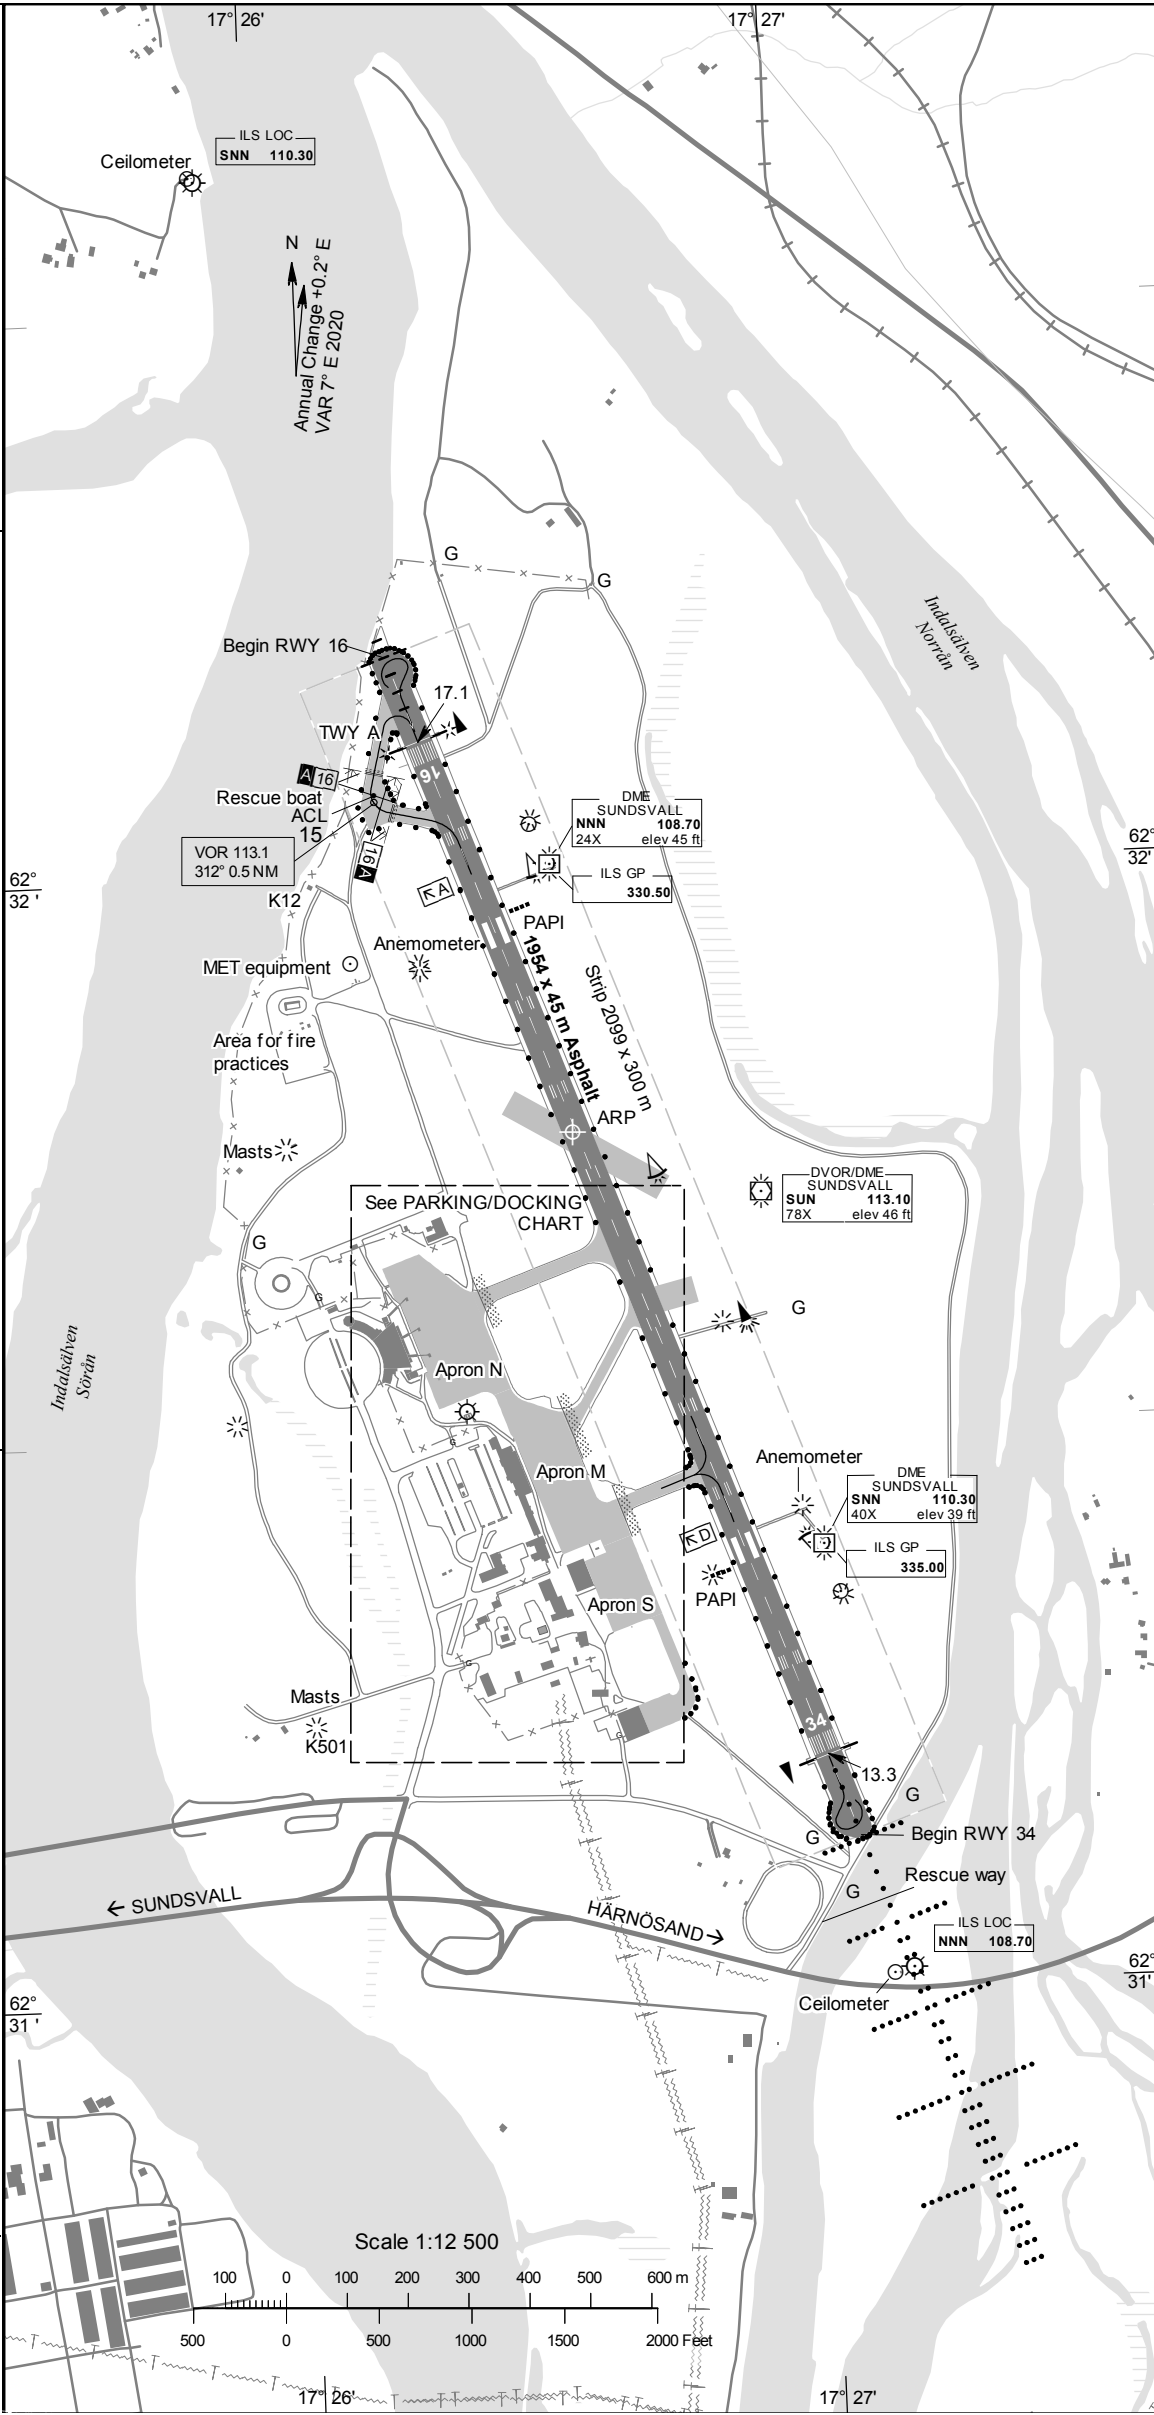 17° 26'
17° 27'
ILS LOC
SNN 110.30
Ceilometer
N
Annual Change +0.2° E
VAR 7° E 2020
G
G
Indalsälven
Norrån
Begin RWY 16
17.1
TWY A
16
A 16
Rescue boat
ACL
15
DME
SUNDSVALL
NNN 108.70
24X elev 45 ft
62°
32'
VOR 113.1
312° 0.5 NM
16 A
ILS GP
330.50
62°
32 '
↖ A
K12
PAPI
Anemometer
MET equipment
1954 x 45 m Asphalt
Strip 2099 x 300 m
Area for fire
practices
ARP
Masts
DVOR/DME
SUNDSVALL
SUN 113.10
78X elev 46 ft
See PARKING/DOCKING
CHART
G
G
G
Indalsälven
Sörån
Apron N
G
Apron M
Anemometer
DME
SUNDSVALL
SNN 110.30
40X elev 39 ft
↖ D
ILS GP
335.00
PAPI
Apron S
G
Masts
K501
G
34
13.3
G
G
Begin RWY 34
Rescue way
G
← SUNDSVALL
HÄRNÖSAND →
ILS LOC
NNN 108.70
62°
31'
Ceilometer
62°
31 '
Scale 1:12 500
100 0 100 200 300 400 500 600 m
500 0 500 1000 1500 2000 Feet
17° 26'
17° 27'